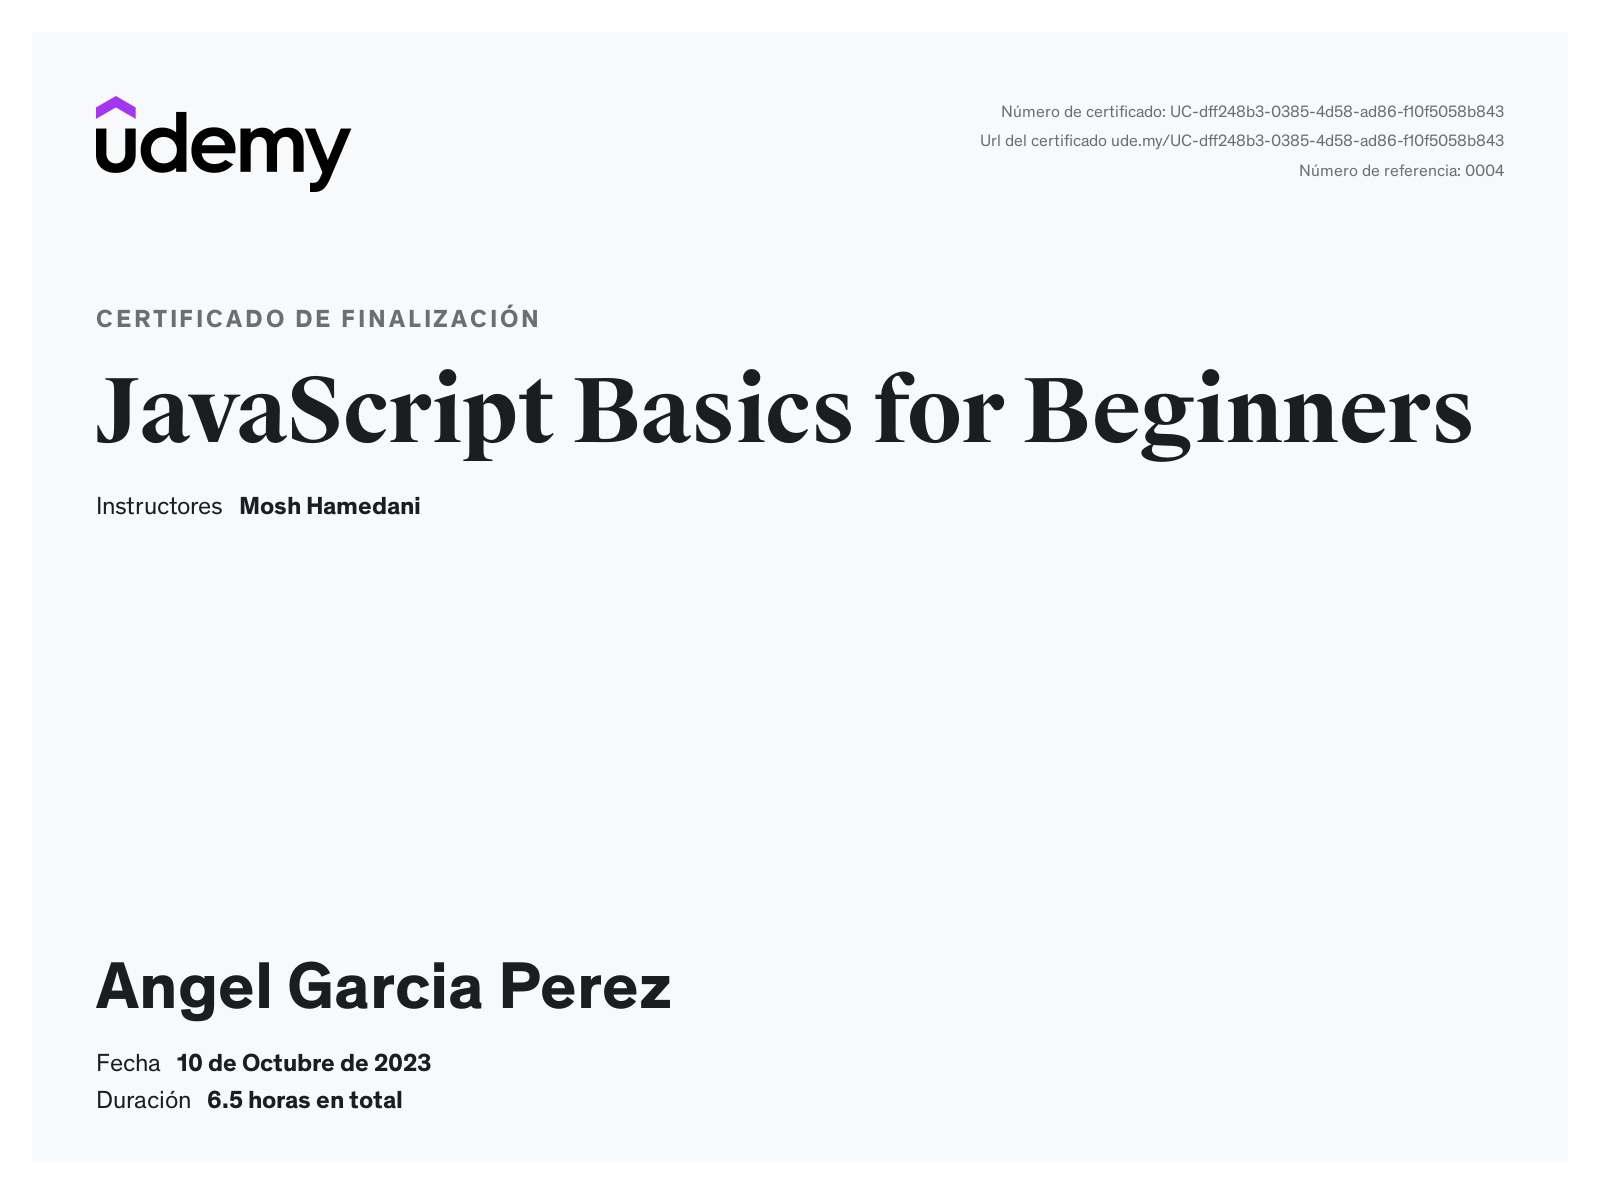 udemy
Número de certificado: UC-dff248b3-0385-4d58-ad86-f10f5058b843
Url del certificado ude.my/UC-dff248b3-0385-4d58-ad86-f10f5058b843
Número de referencia: 0004
CERTIFICADO DE FINALIZACIÓN
JavaScript Basics for Beginners
Instructores Mosh Hamedani
Angel Garcia Perez
Fecha 10 de Octubre de 2023
Duración 6.5 horas en total